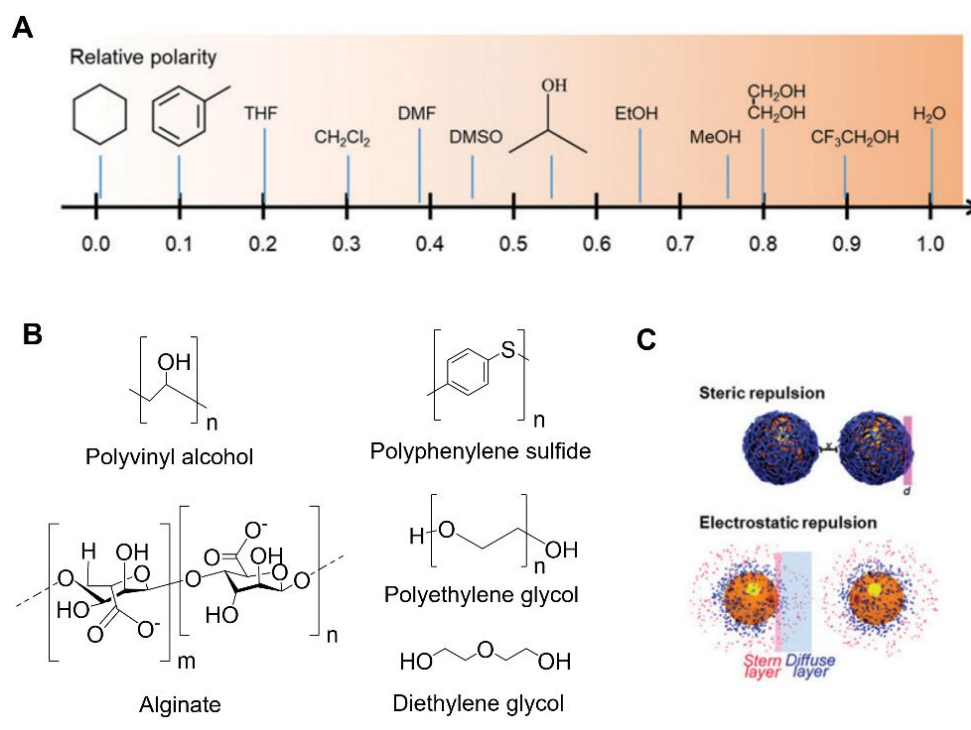 A
Relative polarity
THF
CH₂Cl₂
DMF
DMSO
OH
EtOH
MeOH
CH₂OH
CH₂OH
CF₃CH₂OH
H₂O
0.0 0.1 0.2 0.3 0.4 0.5 0.6 0.7 0.8 0.9 1.0
B
OH
n
Polyvinyl alcohol
S
n
Polyphenylene sulfide
H OH O
HO O O⁻
m
O O⁻ O OH O O
HO
n
Alginate
H O OH
n
Polyethylene glycol
HO O OH
Diethylene glycol
C
Steric repulsion
d
Electrostatic repulsion
Stern Diffuse
layer layer